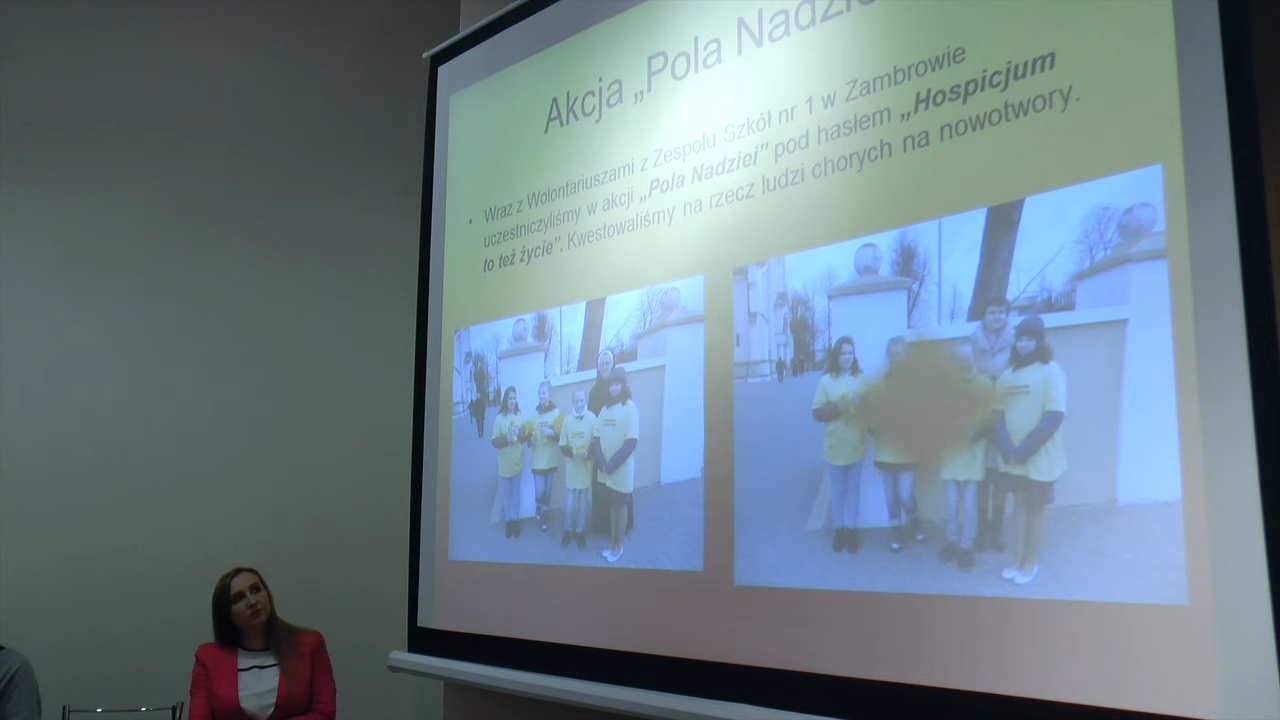 Akcja „Pola Nadzie
• Wraz z Wolontariuszami z Zespołu Szkół nr 1 w Zambrowie
uczestniczyliśmy w akcji „Pola Nadziei” pod hasłem „Hospicjum
to też życie”. Kwestowaliśmy na rzecz ludzi chorych na nowotwory.